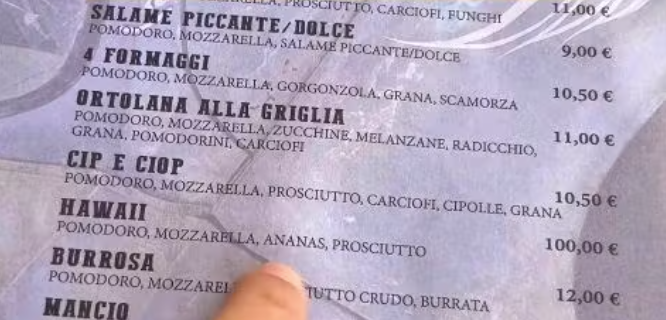 PROSCIUTTO, CARCIOFI, FUNGHI 11,00 €
SALAME PICCANTE/DOLCE
POMODORO, MOZZARELLA, SALAME PICCANTE/DOLCE 9,00 €
4 FORMAGGI
POMODORO, MOZZARELLA, GORGONZOLA, GRANA, SCAMORZA 10,50 €
ORTOLANA ALLA GRIGLIA
POMODORO, MOZZARELLA, ZUCCHINE, MELANZANE, RADICCHIO, 11,00 €
GRANA, POMODORINI, CARCIOFI
CIP E CIOP
POMODORO, MOZZARELLA, PROSCIUTTO, CARCIOFI, CIPOLLE, GRANA 10,50 €
HAWAII
POMODORO, MOZZARELLA, ANANAS, PROSCIUTTO 100,00 €
BURROSA
POMODORO, CRUDO, BURRATA 12,00 €
MANCIO